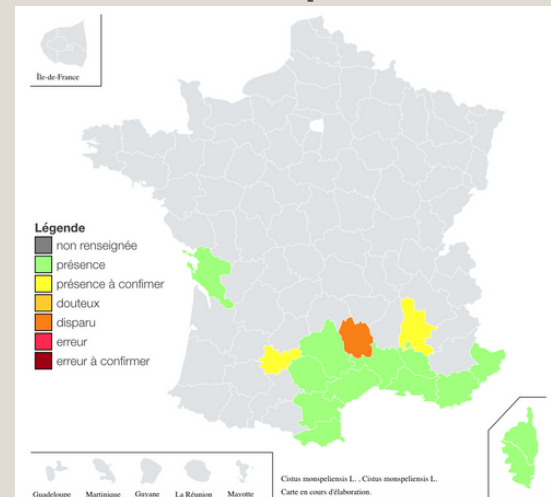 Île-de-France
Légende
non renseignée
présence
présence à confimer
douteux
disparu
erreur
erreur à confirmer
Guadeloupe Martinique Guyane La Réunion Mayotte
Cistus monspeliensis L. , Cistus monspeliensis L.
Carte en cours d'élaboration.